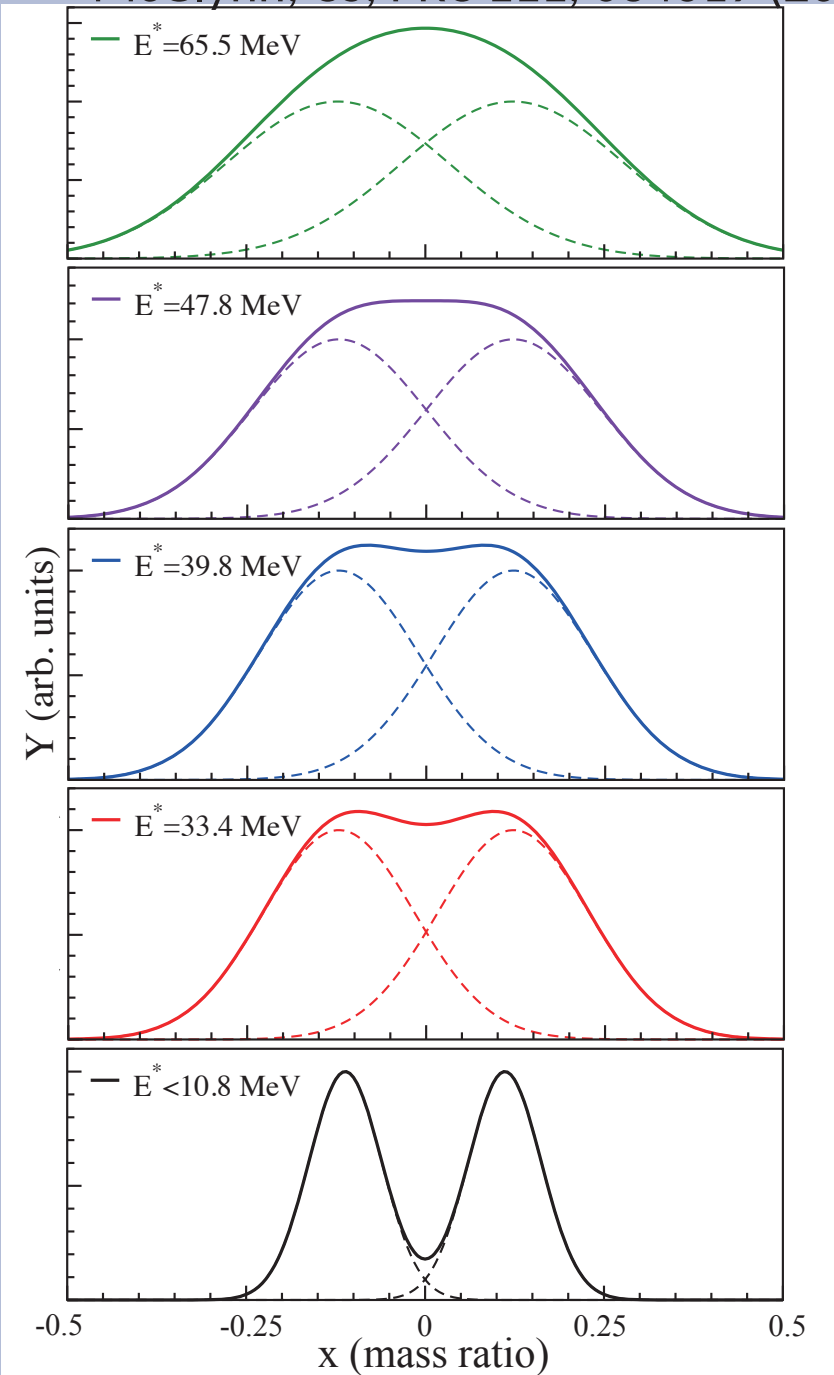 E*=65.5 MeV
E*=47.8 MeV
E*=39.8 MeV
E*=33.4 MeV
E*<10.8 MeV
Y (arb. units)
-0.5 -0.25 0 0.25 0.5
x (mass ratio)